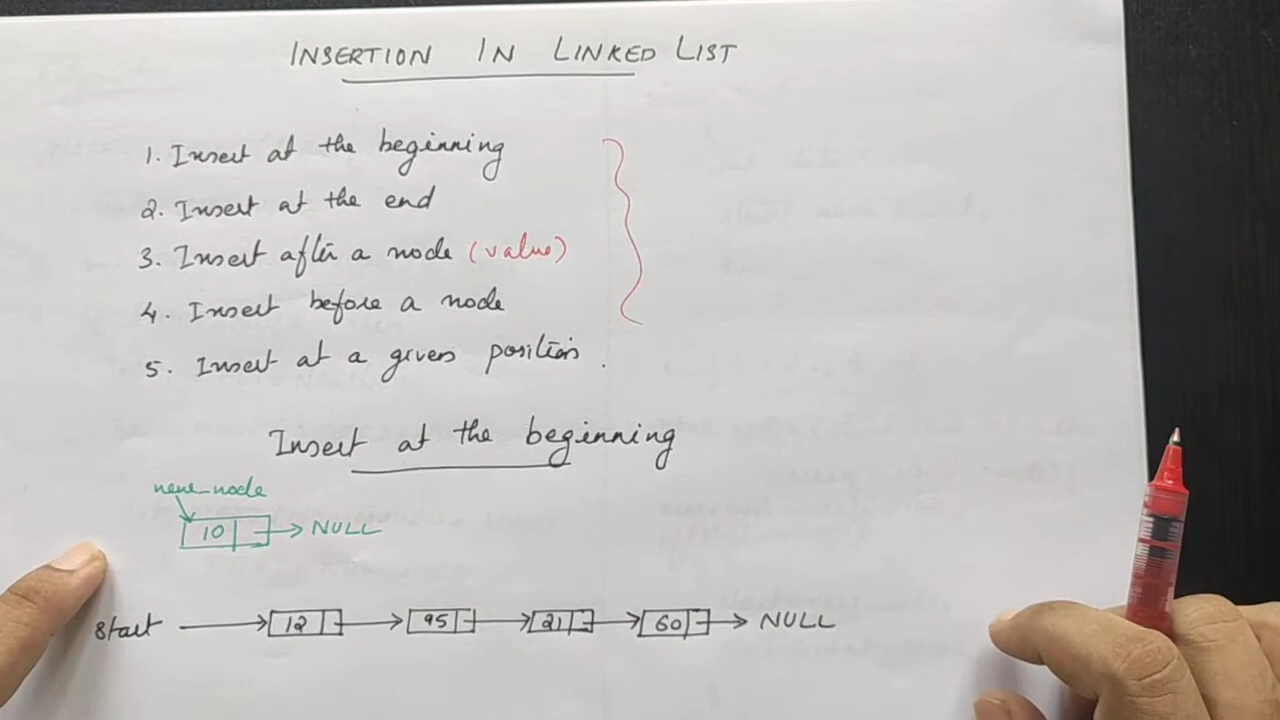 INSERTION IN LINKED LIST
1. Insert at the beginning
2. Insert at the end
3. Insert after a node (value)
4. Insert before a node
5. Insert at a given position.
Insert at the beginning
new_node
10 NULL
Start 12 95 21 60 NULL